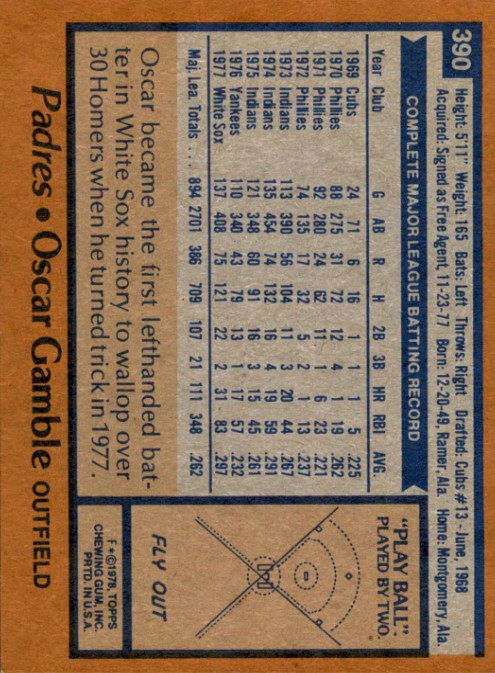 390
Height: 5'11" Weight: 165 Bats: Left Throws: Right Drafted: Cubs #13 - June, 1968
Acquired: Signed as Free Agent, 11-23-77 Born: 12-20-49, Ramer, Ala. Home: Montgomery, Ala.
COMPLETE MAJOR LEAGUE BATTING RECORD
Year Club G AB R H 2B 3B HR RBI AVG.
1969 Cubs 24 71 6 16 1 1 1 5 .225
1970 Phillies 88 275 31 72 12 4 1 19 .262
1971 Phillies 92 280 24 62 11 1 6 23 .221
1972 Phillies 74 135 17 32 5 2 1 13 .237
1973 Indians 113 390 56 104 11 3 20 44 .267
1974 Indians 135 454 74 132 16 4 19 59 .291
1975 Indians 121 348 60 91 16 3 15 45 .261
1976 Yankees 110 340 43 79 13 1 17 57 .232
1977 White Sox 137 408 75 121 22 2 31 83 .297
Maj. Lea. Totals . . . 894 2701 386 709 107 21 111 348 .262
Oscar became the first lefthanded bat-
ter in White Sox history to wallop over
30 Homers when he turned trick in 1977.
"PLAY BALL"
PLAYED BY TWO.
FLY OUT
F•©1978, TOPPS
CHEWING GUM, INC.
PRTD. IN U.S.A.
Padres • Oscar Gamble OUTFIELD